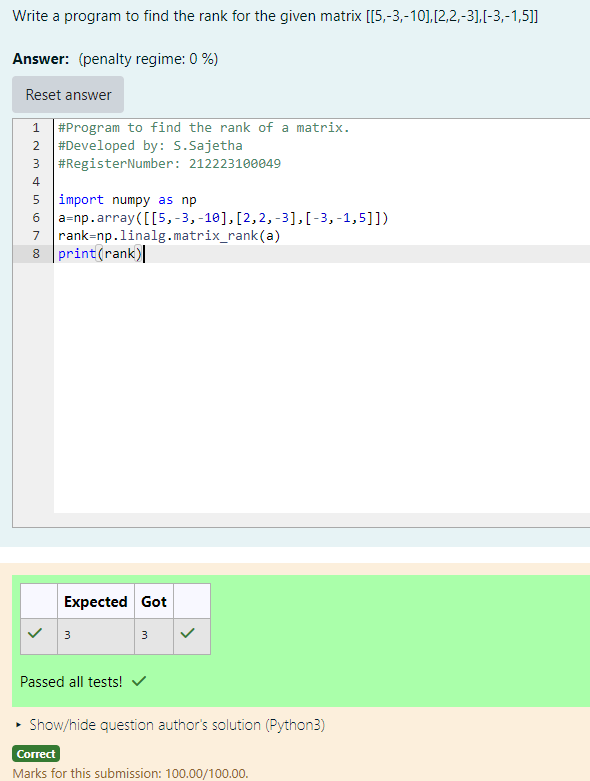 Write a program to find the rank for the given matrix [[5,-3,-10],[2,2,-3],[-3,-1,5]]
Answer: (penalty regime: 0 %)
Reset answer
1 #Program to find the rank of a matrix.
2 #Developed by: S.Sajetha
3 #RegisterNumber: 212223100049
4
5 import numpy as np
6 a=np.array([[5,-3,-10],[2,2,-3],[-3,-1,5]])
7 rank=np.linalg.matrix_rank(a)
8 print(rank)
Expected Got
3 3
Passed all tests!
Show/hide question author's solution (Python3)
Correct
Marks for this submission: 100.00/100.00.